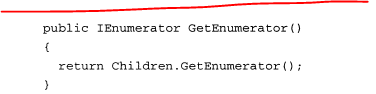 public IEnumerator GetEnumerator()
{
return Children.GetEnumerator();
}